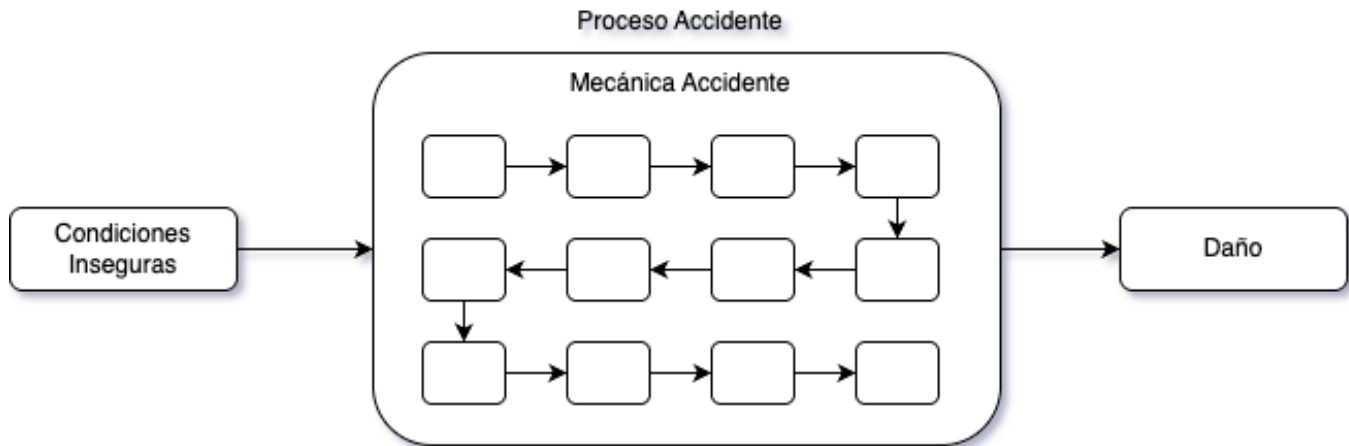 Proceso Accidente
Mecánica Accidente
Condiciones
Inseguras
Daño